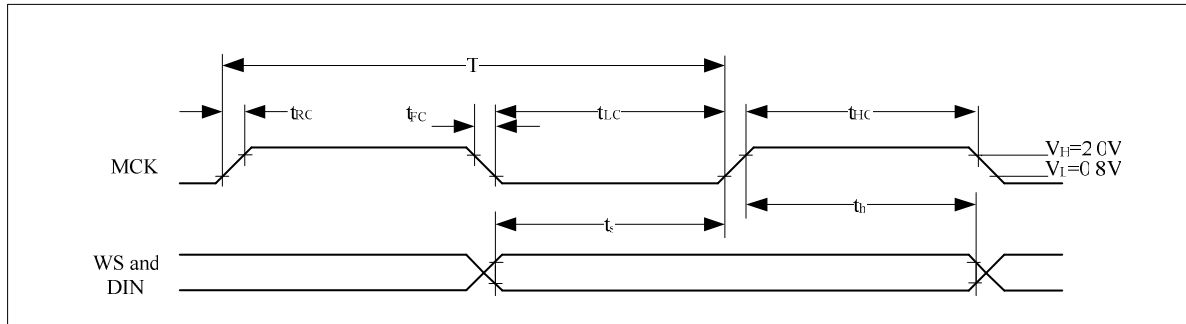 T
tRC
tFC
tLC
tHC
MCK
VH=2.0V
VL=0.8V
ts
th
WS and
DIN